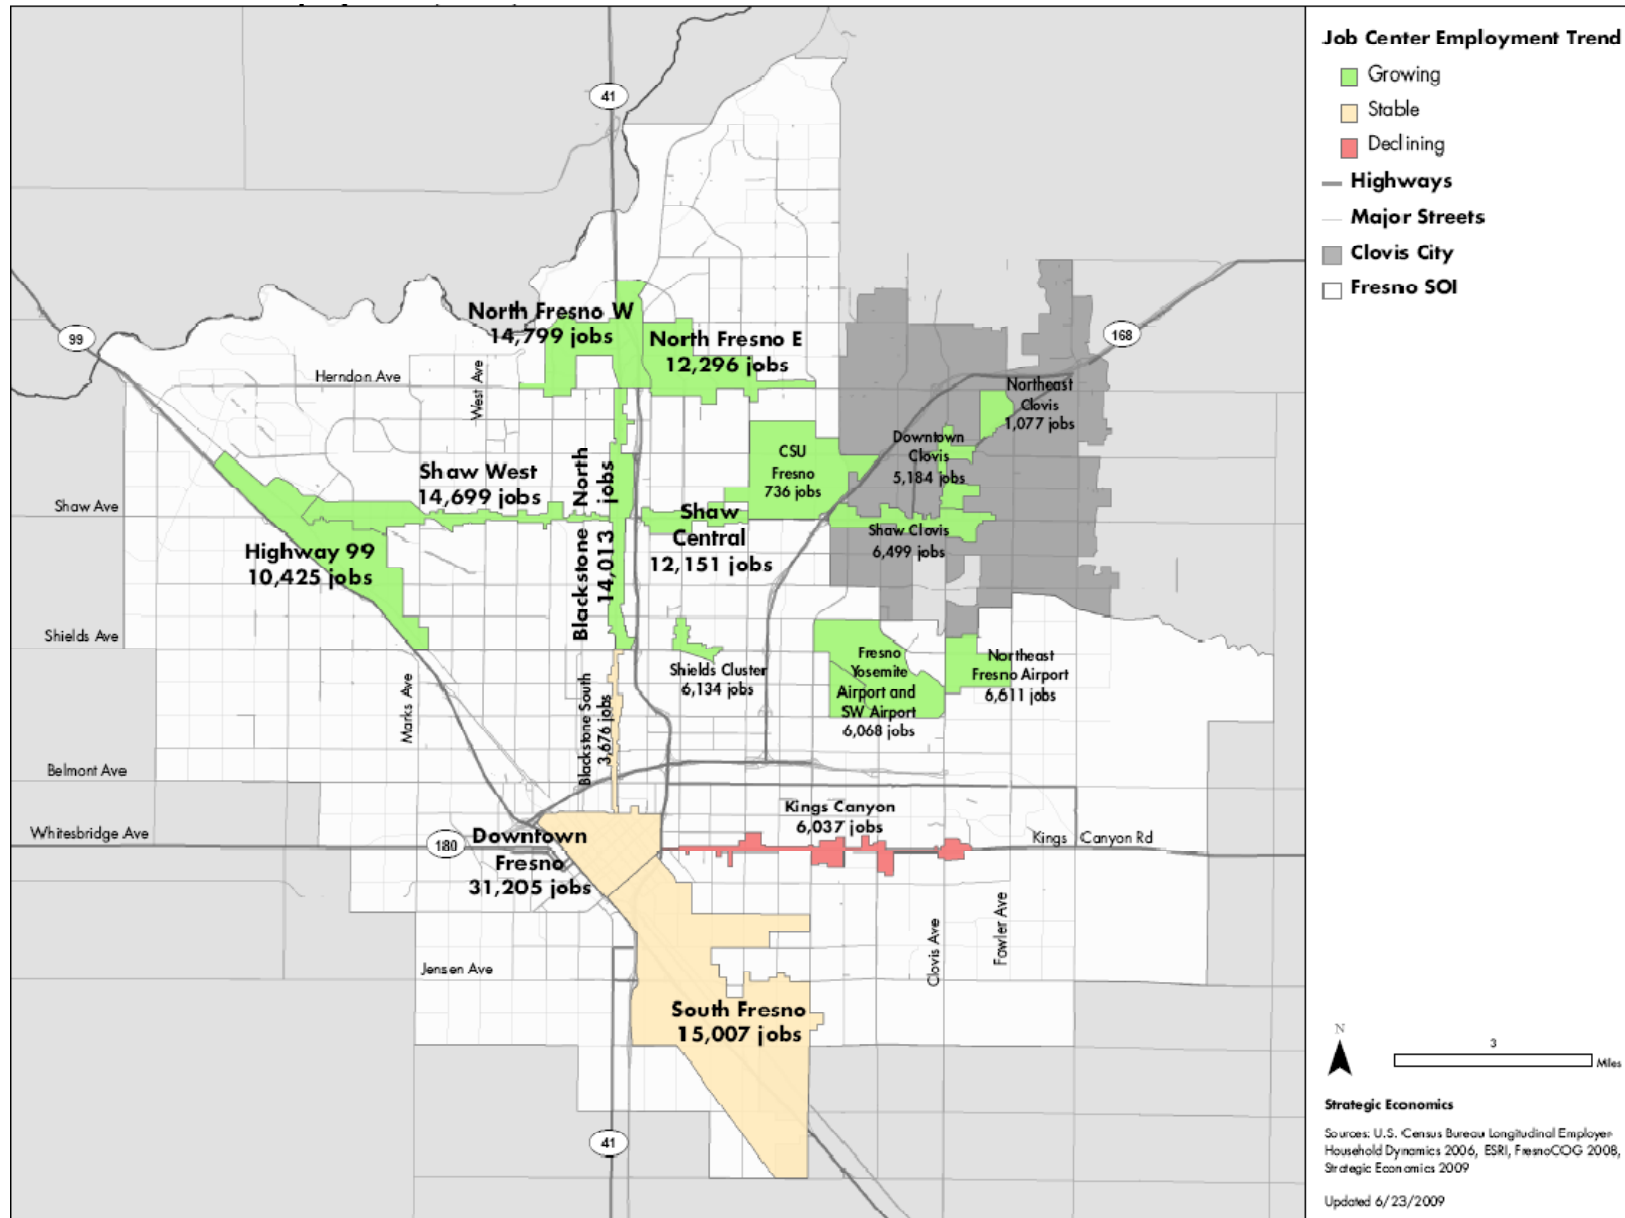 Job Center Employment Trend
Growing
Stable
Declining
Highways
Major Streets
Clovis City
Fresno SOI
41
99
168
North Fresno W
14,799 jobs
North Fresno E
12,296 jobs
Herndon Ave
West Ave
Northeast
Clovis
1,077 jobs
Downtown
Clovis
5,184 jobs
CSU
Fresno
736 jobs
Shaw West
14,699 jobs
Blackstone North
14,013 jobs
Shaw Ave
Shaw
Central
12,151 jobs
Shaw Clovis
6,499 jobs
Highway 99
10,425 jobs
Shields Ave
Shields Cluster
6,134 jobs
Fresno
Yosemite
Airport and
SW Airport
6,068 jobs
Northeast
Fresno Airport
6,611 jobs
Marks Ave
Blackstone South
3,676 jobs
Belmont Ave
Kings Canyon
6,037 jobs
Whitesbridge Ave
180
Kings Canyon Rd
Downtown
Fresno
31,205 jobs
Clovis Ave
Fowler Ave
Jensen Ave
South Fresno
15,007 jobs
41
N
3
Miles
Strategic Economics
Sources: U.S. Census Bureau Longitudinal Employer-
Household Dynamics 2006, ESRI, FresnoCOG 2008,
Strategic Economics 2009
Updated 6/23/2009